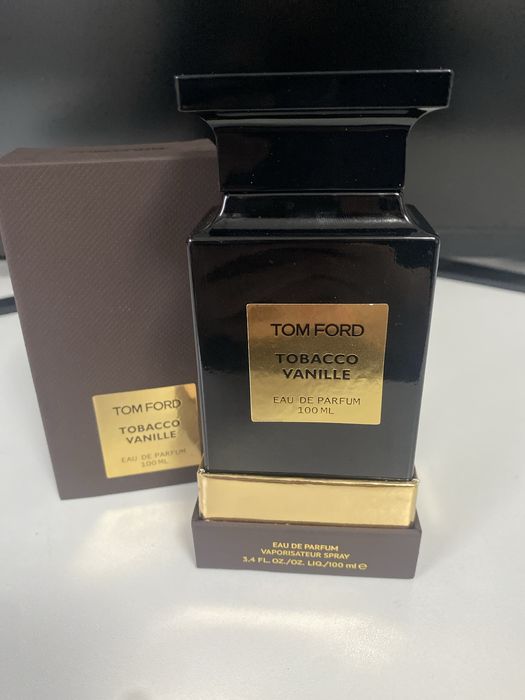 TOM FORD
TOBACCO
VANILLE
EAU DE PARFUM
100 ML
TOM FORD
TOBACCO
VANILLE
EAU DE PARFUM
100 ML
EAU DE PARFUM
VAPORISATEUR SPRAY
3.4 FL. OZ./OZ. LIQ./100 ml ℮